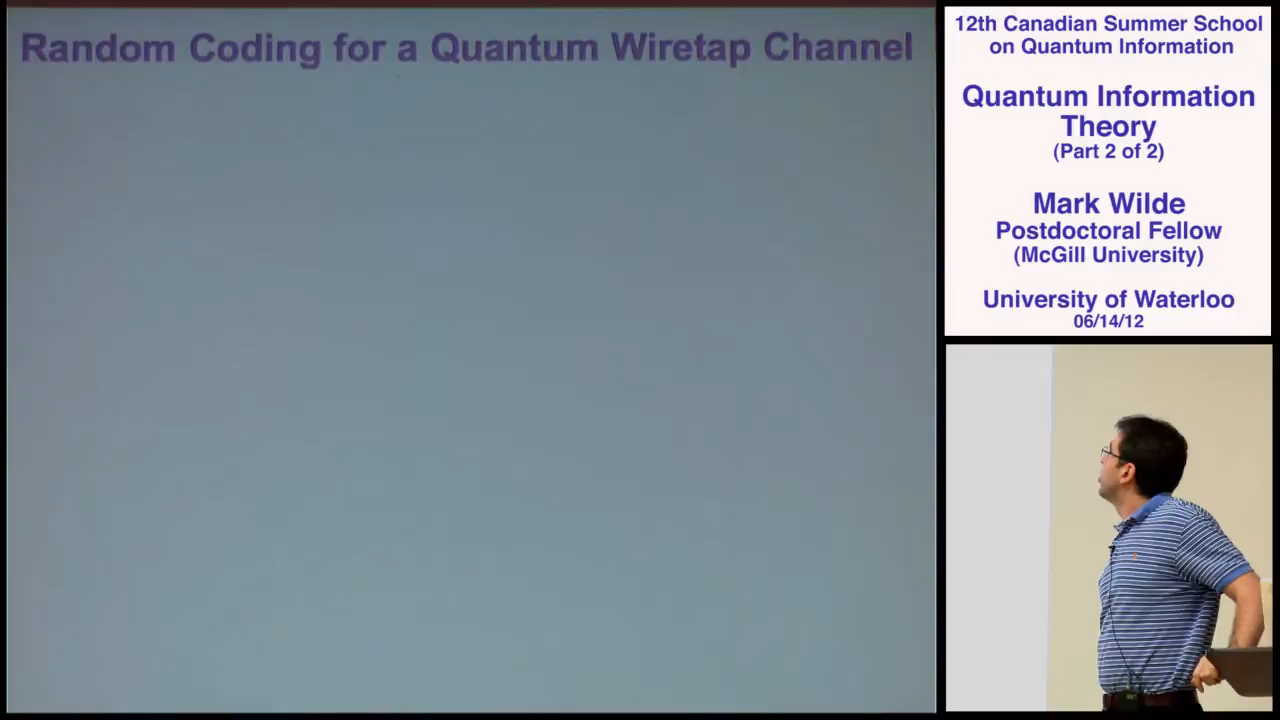 Random Coding for a Quantum Wiretap Channel
12th Canadian Summer School
on Quantum Information
Quantum Information
Theory
(Part 2 of 2)
Mark Wilde
Postdoctoral Fellow
(McGill University)
University of Waterloo
06/14/12